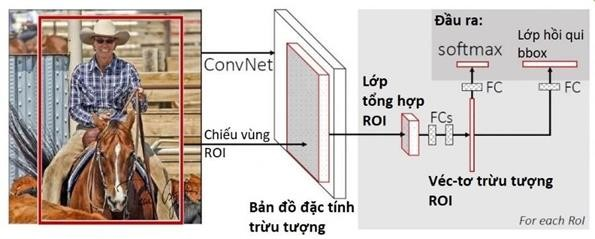 ConvNet
Chiếu vùng
ROI
Bản đồ đặc tính
trừu tượng
Lớp
tổng hợp
ROI
FCs
Đầu ra:
softmax
Lớp hồi qui
bbox
FC
FC
Véc-tơ trừu tượng
ROI
For each RoI